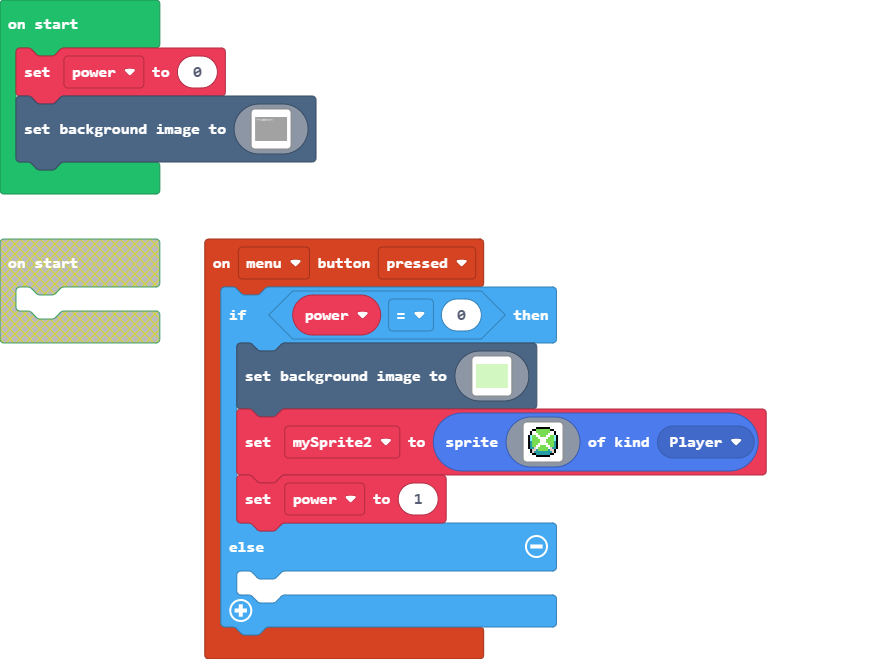 on start
set power to 0
set background image to
on start
on menu button pressed
if power = 0 then
set background image to
set mySprite2 to sprite of kind Player
set power to 1
else